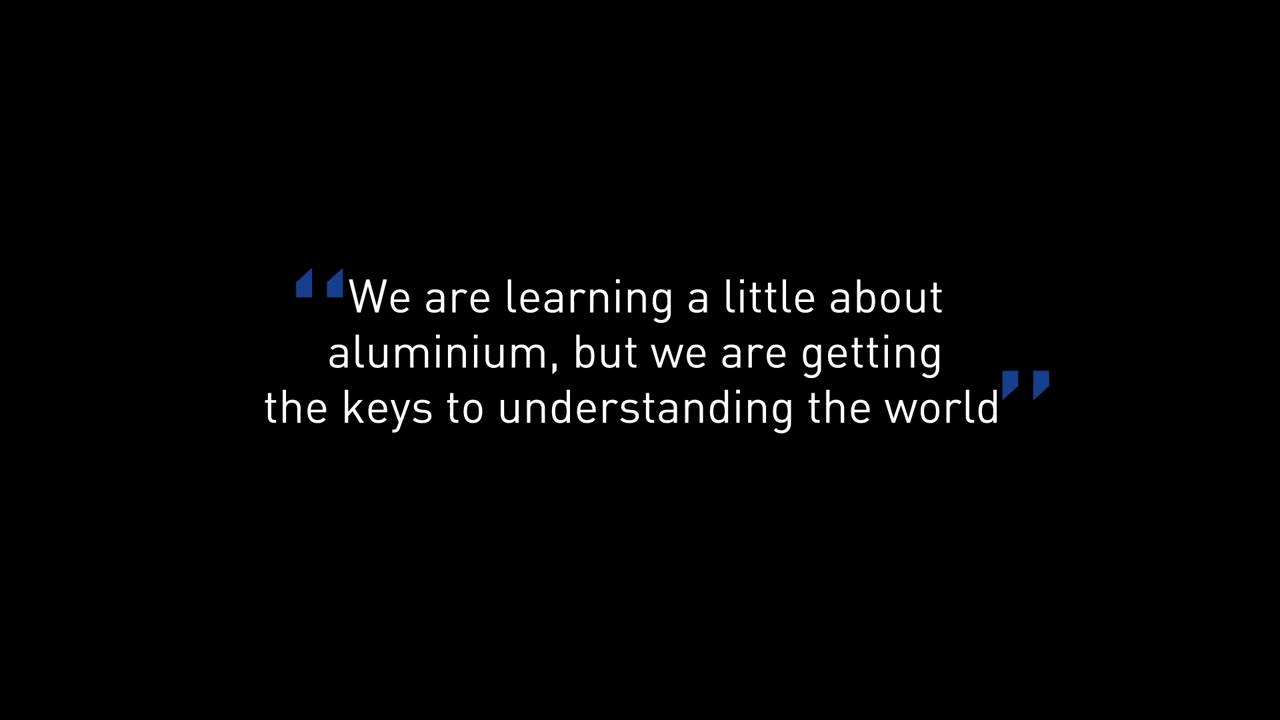 “We are learning a little about
aluminium, but we are getting
the keys to understanding the world”